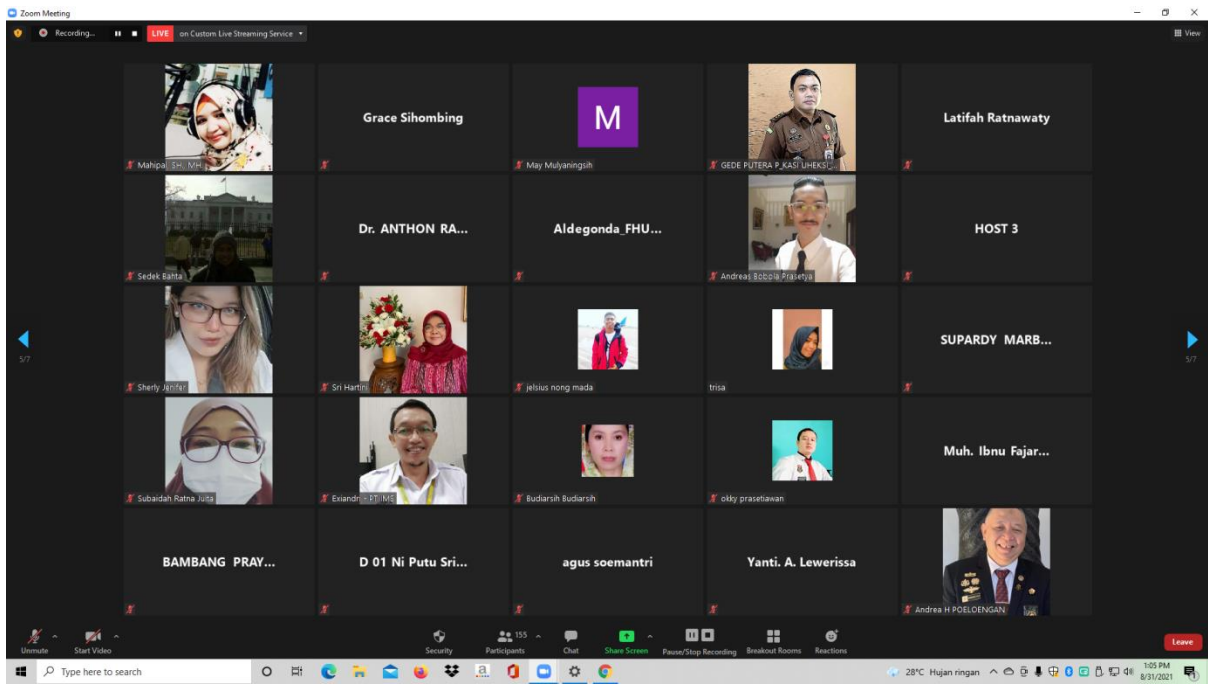 Zoom Meeting
Recording...
LIVE on Custom Live Streaming Service
View
Mahipal, SH., MH
Grace Sihombing
M
May Mulyaningsih
GEDE PUTERA P_KASI UHEKSI_...
Latifah Ratnawaty
Sedek Bahta
Dr. ANTHON RA...
Aldegonda_FHU...
Andreas Bobola Prasetya
HOST 3
5/7
5/7
Sherly Jenifer
Sri Hartini
jelsius nong mada
trisa
SUPARDY MARB...
Subaidah Ratna Juita
Exiandri - PT IMS
Budiarsih Budiarsih
okky prasetiawan
Muh. Ibnu Fajar...
BAMBANG PRAY...
D 01 Ni Putu Sri...
agus soemantri
Yanti. A. Lewerissa
Andrea H POELOENGAN
Unmute
Start Video
Security
155
Participants
Chat
Share Screen
Pause/Stop Recording
Breakout Rooms
Reactions
Leave
Type here to search
28°C Hujan ringan
1:05 PM
8/31/2021